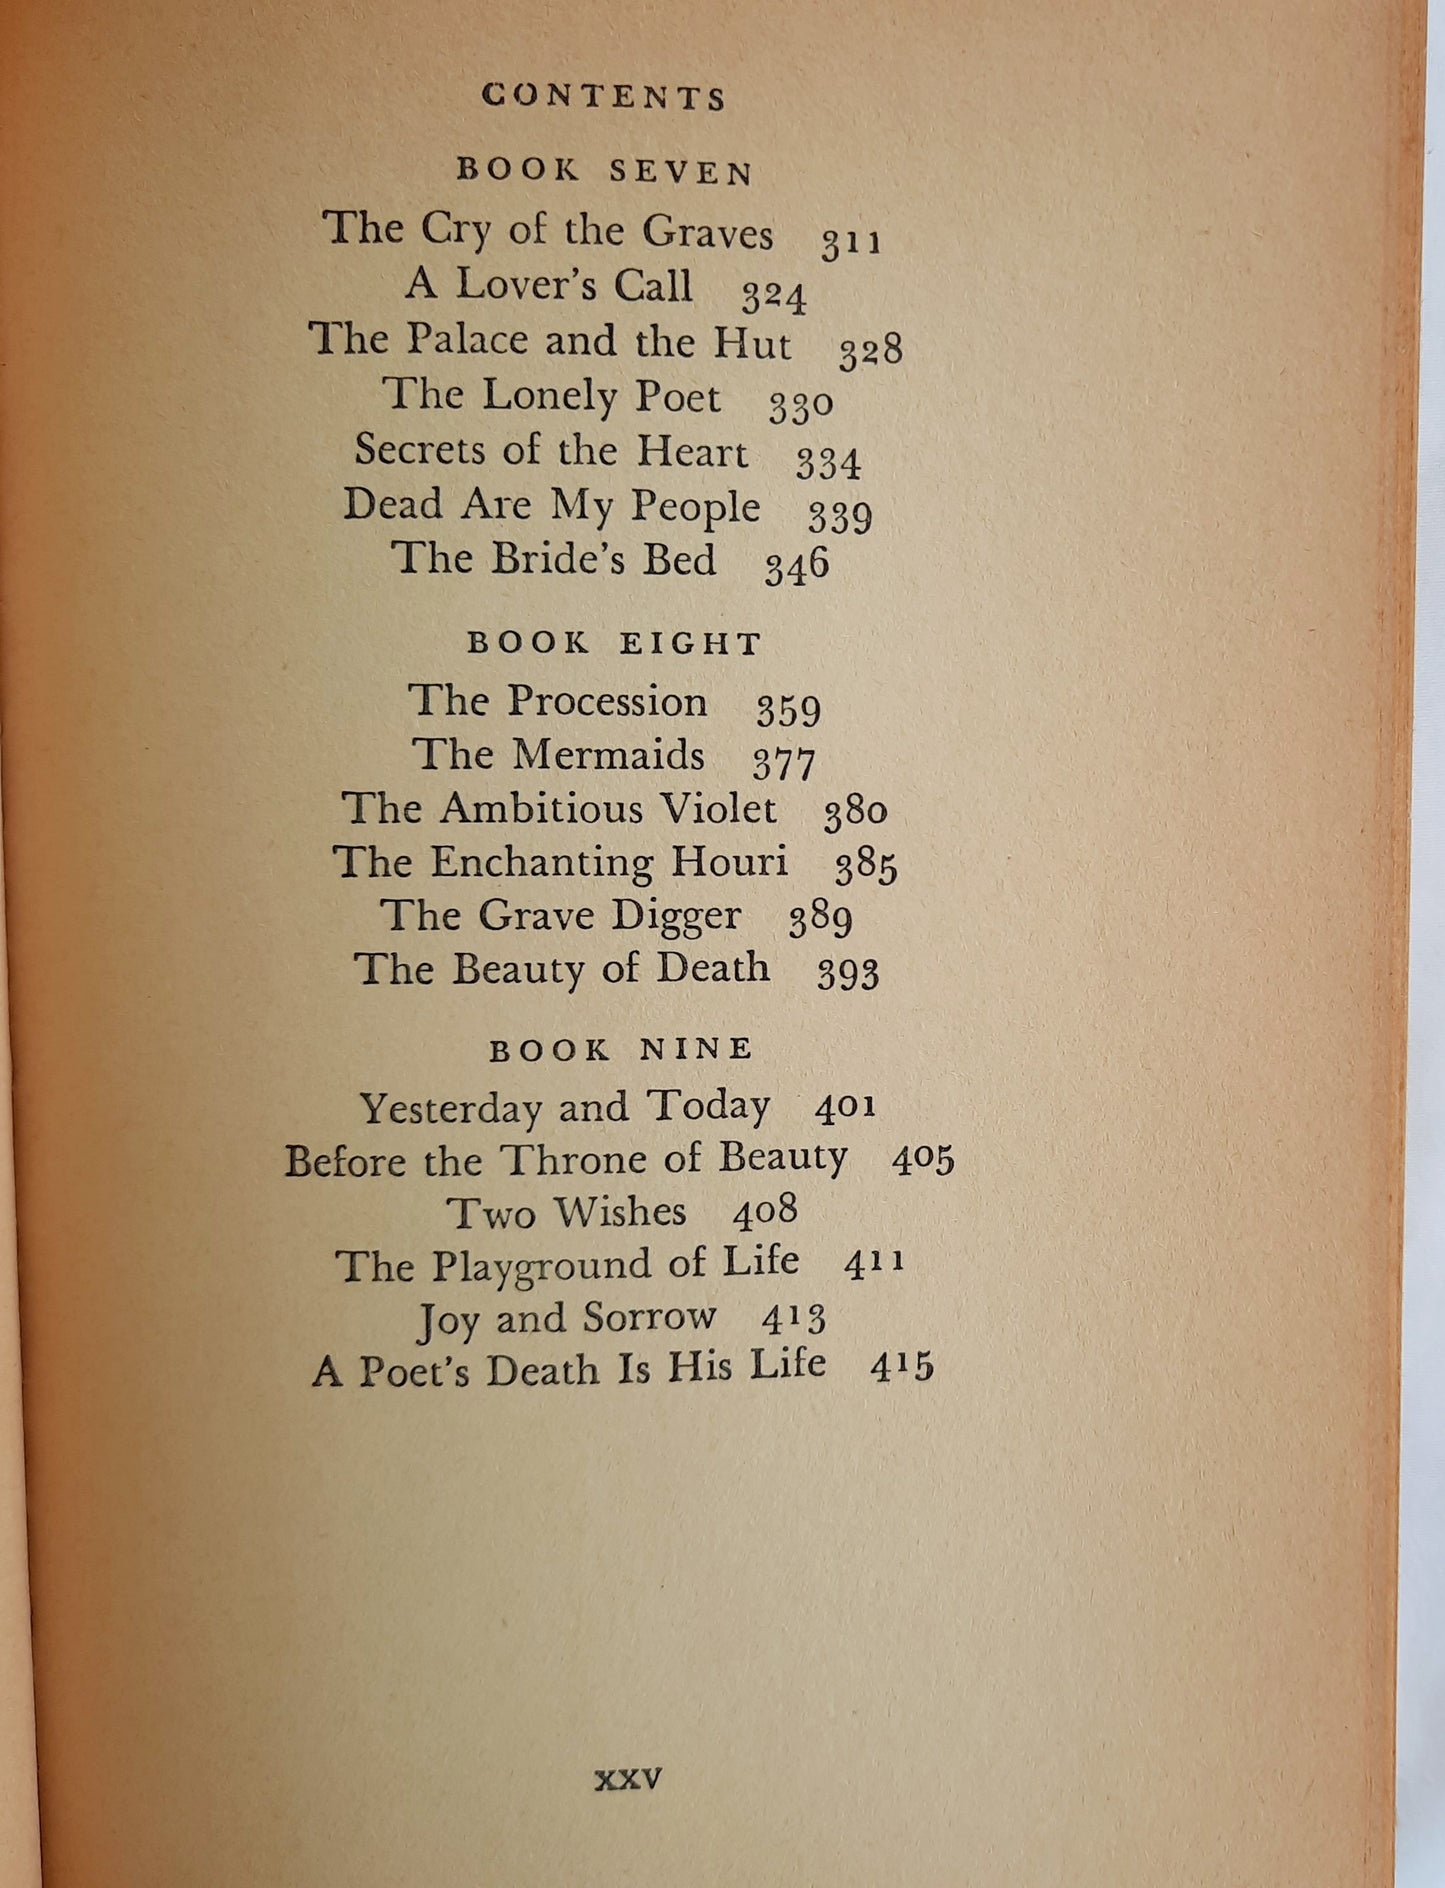 CONTENTS
BOOK SEVEN
The Cry of the Graves 311
A Lover's Call 324
The Palace and the Hut 328
The Lonely Poet 330
Secrets of the Heart 334
Dead Are My People 339
The Bride's Bed 346
BOOK EIGHT
The Procession 359
The Mermaids 377
The Ambitious Violet 380
The Enchanting Houri 385
The Grave Digger 389
The Beauty of Death 393
BOOK NINE
Yesterday and Today 401
Before the Throne of Beauty 405
Two Wishes 408
The Playground of Life 411
Joy and Sorrow 413
A Poet's Death Is His Life 415
XXV